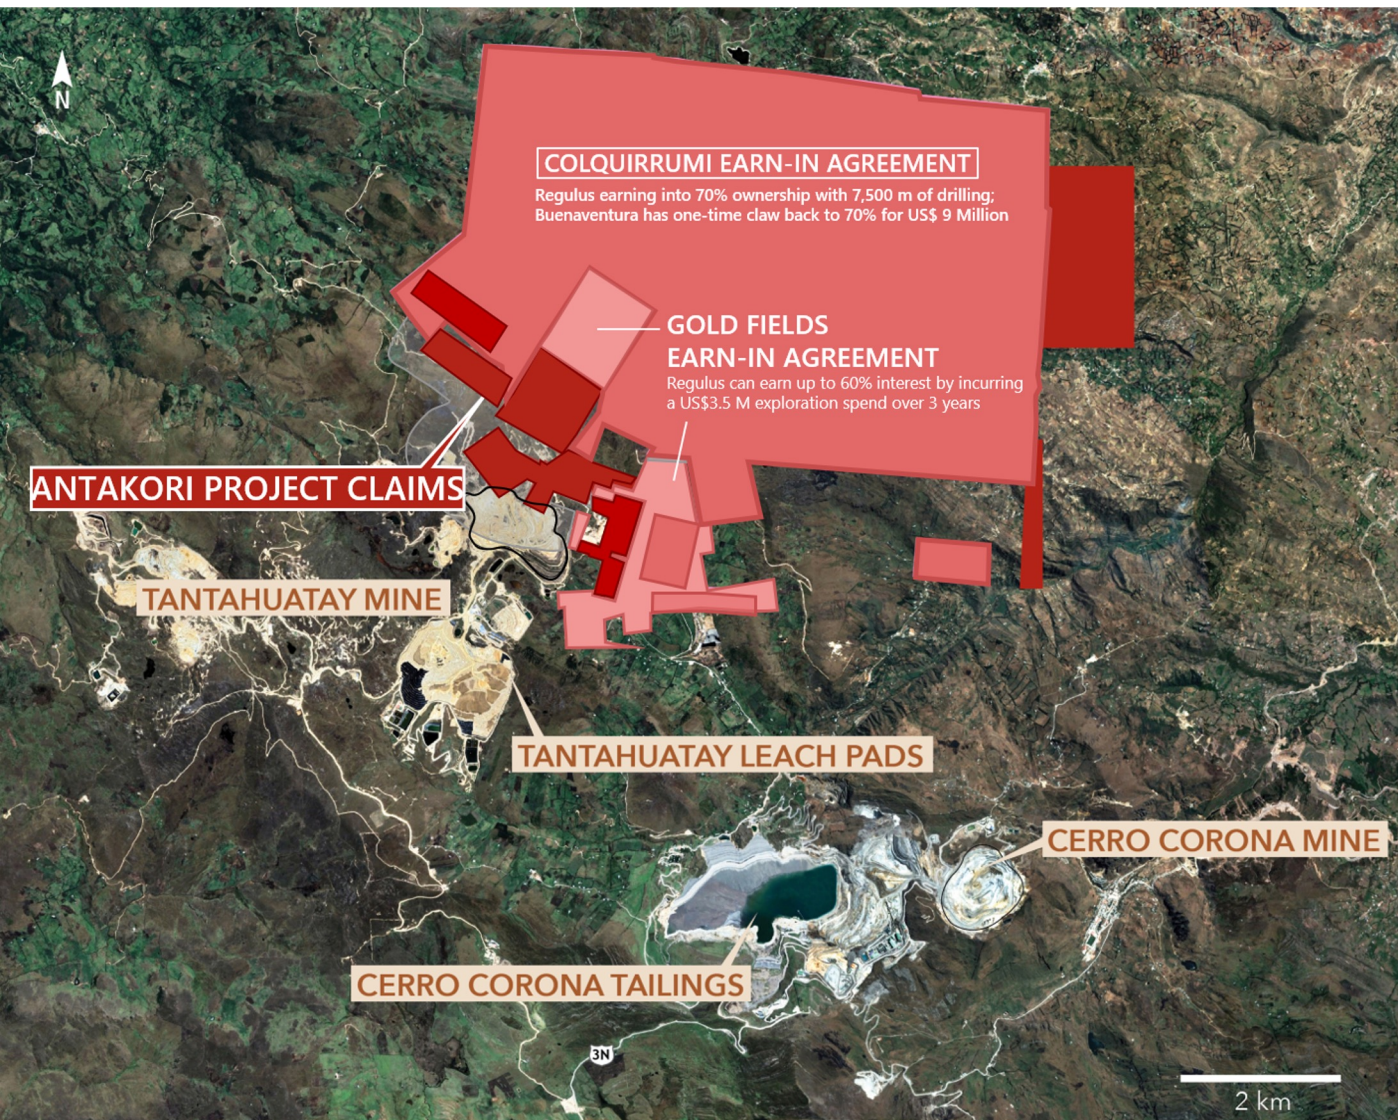 N
COLQUIRRUMI EARN-IN AGREEMENT
Regulus earning into 70% ownership with 7,500 m of drilling;
Buenaventura has one-time claw back to 70% for US$ 9 Million
GOLD FIELDS
EARN-IN AGREEMENT
Regulus can earn up to 60% interest by incurring
a US$3.5 M exploration spend over 3 years
ANTAKORI PROJECT CLAIMS
TANTAHUATAY MINE
TANTAHUATAY LEACH PADS
CERRO CORONA MINE
CERRO CORONA TAILINGS
3N
2 km